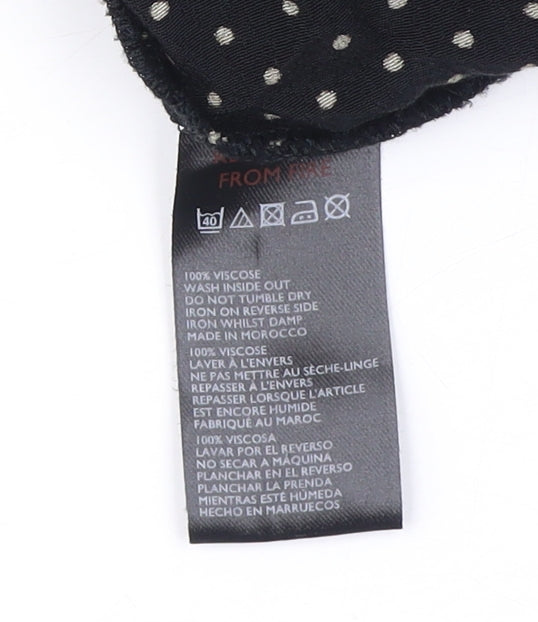 FROM FIRE
40
100% VISCOSE
WASH INSIDE OUT
DO NOT TUMBLE DRY
IRON ON REVERSE SIDE
IRON WHILST DAMP
MADE IN MOROCCO
100% VISCOSE
LAVER À L'ENVERS
NE PAS METTRE AU SÈCHE-LINGE
REPASSER À L'ENVERS
REPASSER LORSQUE L'ARTICLE
EST ENCORE HUMIDE
FABRIQUÉ AU MAROC
100% VISCOSA
LAVAR POR EL REVERSO
NO SECAR A MÁQUINA
PLANCHAR EN EL REVERSO
PLANCHAR LA PRENDA
MIENTRAS ESTÉ HÚMEDA
HECHO EN MARRUECOS